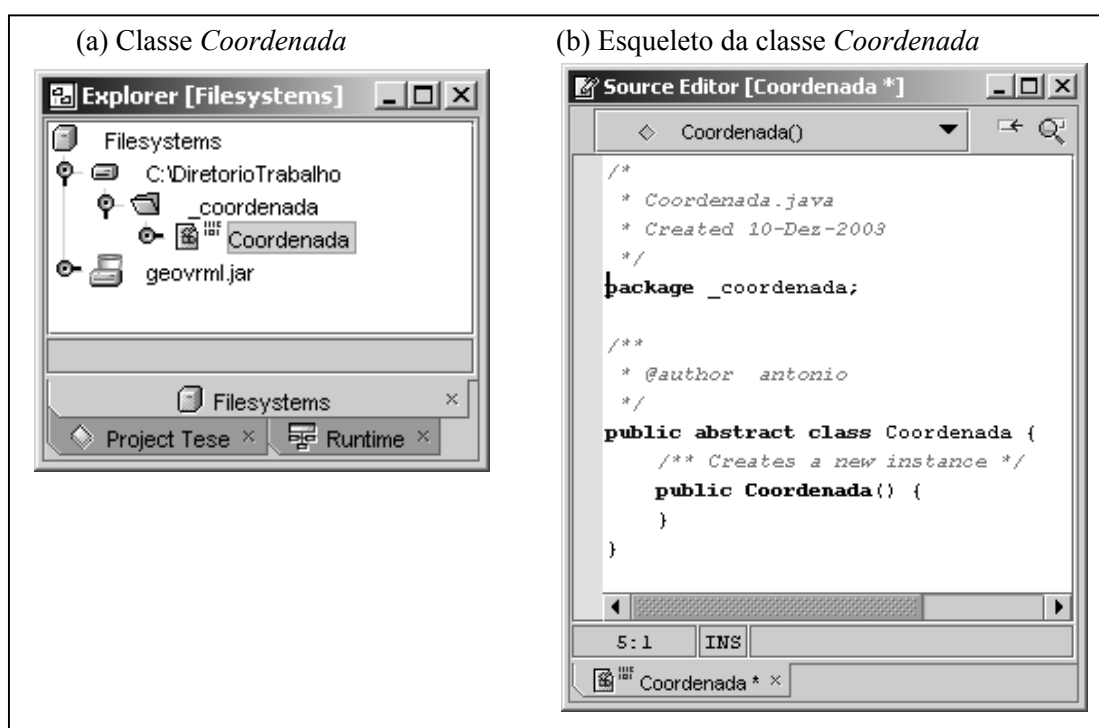 (a) Classe Coordenada
Explorer [Filesystems]
Filesystems
C:\DiretorioTrabalho
_coordenada
Coordenada
geovrml.jar
Filesystems
Project Tese
Runtime
(b) Esqueleto da classe Coordenada
Source Editor [Coordenada *]
Coordenada()
/*
* Coordenada.java
* Created 10-Dez-2003
*/
package _coordenada;
/**
* @author antonio
*/
public abstract class Coordenada {
/** Creates a new instance */
public Coordenada() {
}
}
5:1 INS
Coordenada *